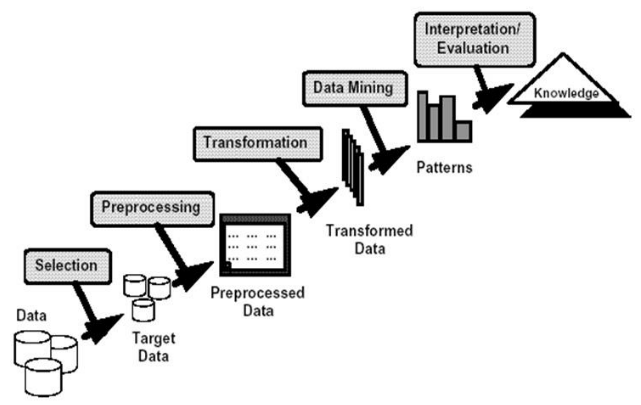 Interpretation/
Evaluation
Knowledge
Data Mining
Patterns
Transformation
Transformed
Data
Preprocessing
Preprocessed
Data
Selection
Target
Data
Data